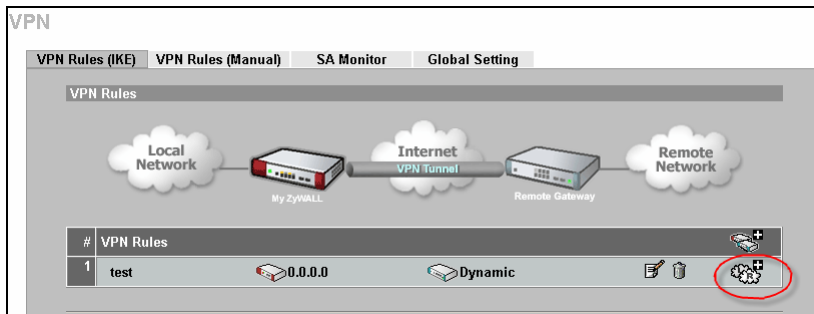 VPN
VPN Rules (IKE) VPN Rules (Manual) SA Monitor Global Setting
VPN Rules
Local Network
My ZyWALL
Internet
VPN Tunnel
Remote Gateway
Remote Network
# VPN Rules
1 test 0.0.0.0 Dynamic